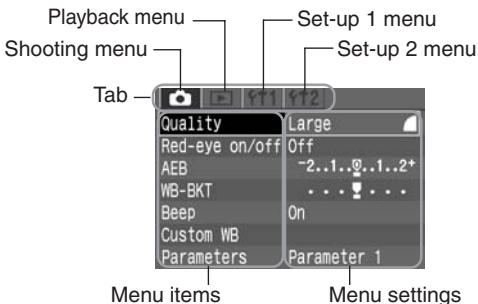 Playback menu
Set-up 1 menu
Shooting menu
Set-up 2 menu
Tab
1
2
Quality Large
Red-eye on/off Off
AEB -2..1..0..1..2+
WB-BKT
Beep On
Custom WB
Parameters Parameter 1
Menu items
Menu settings